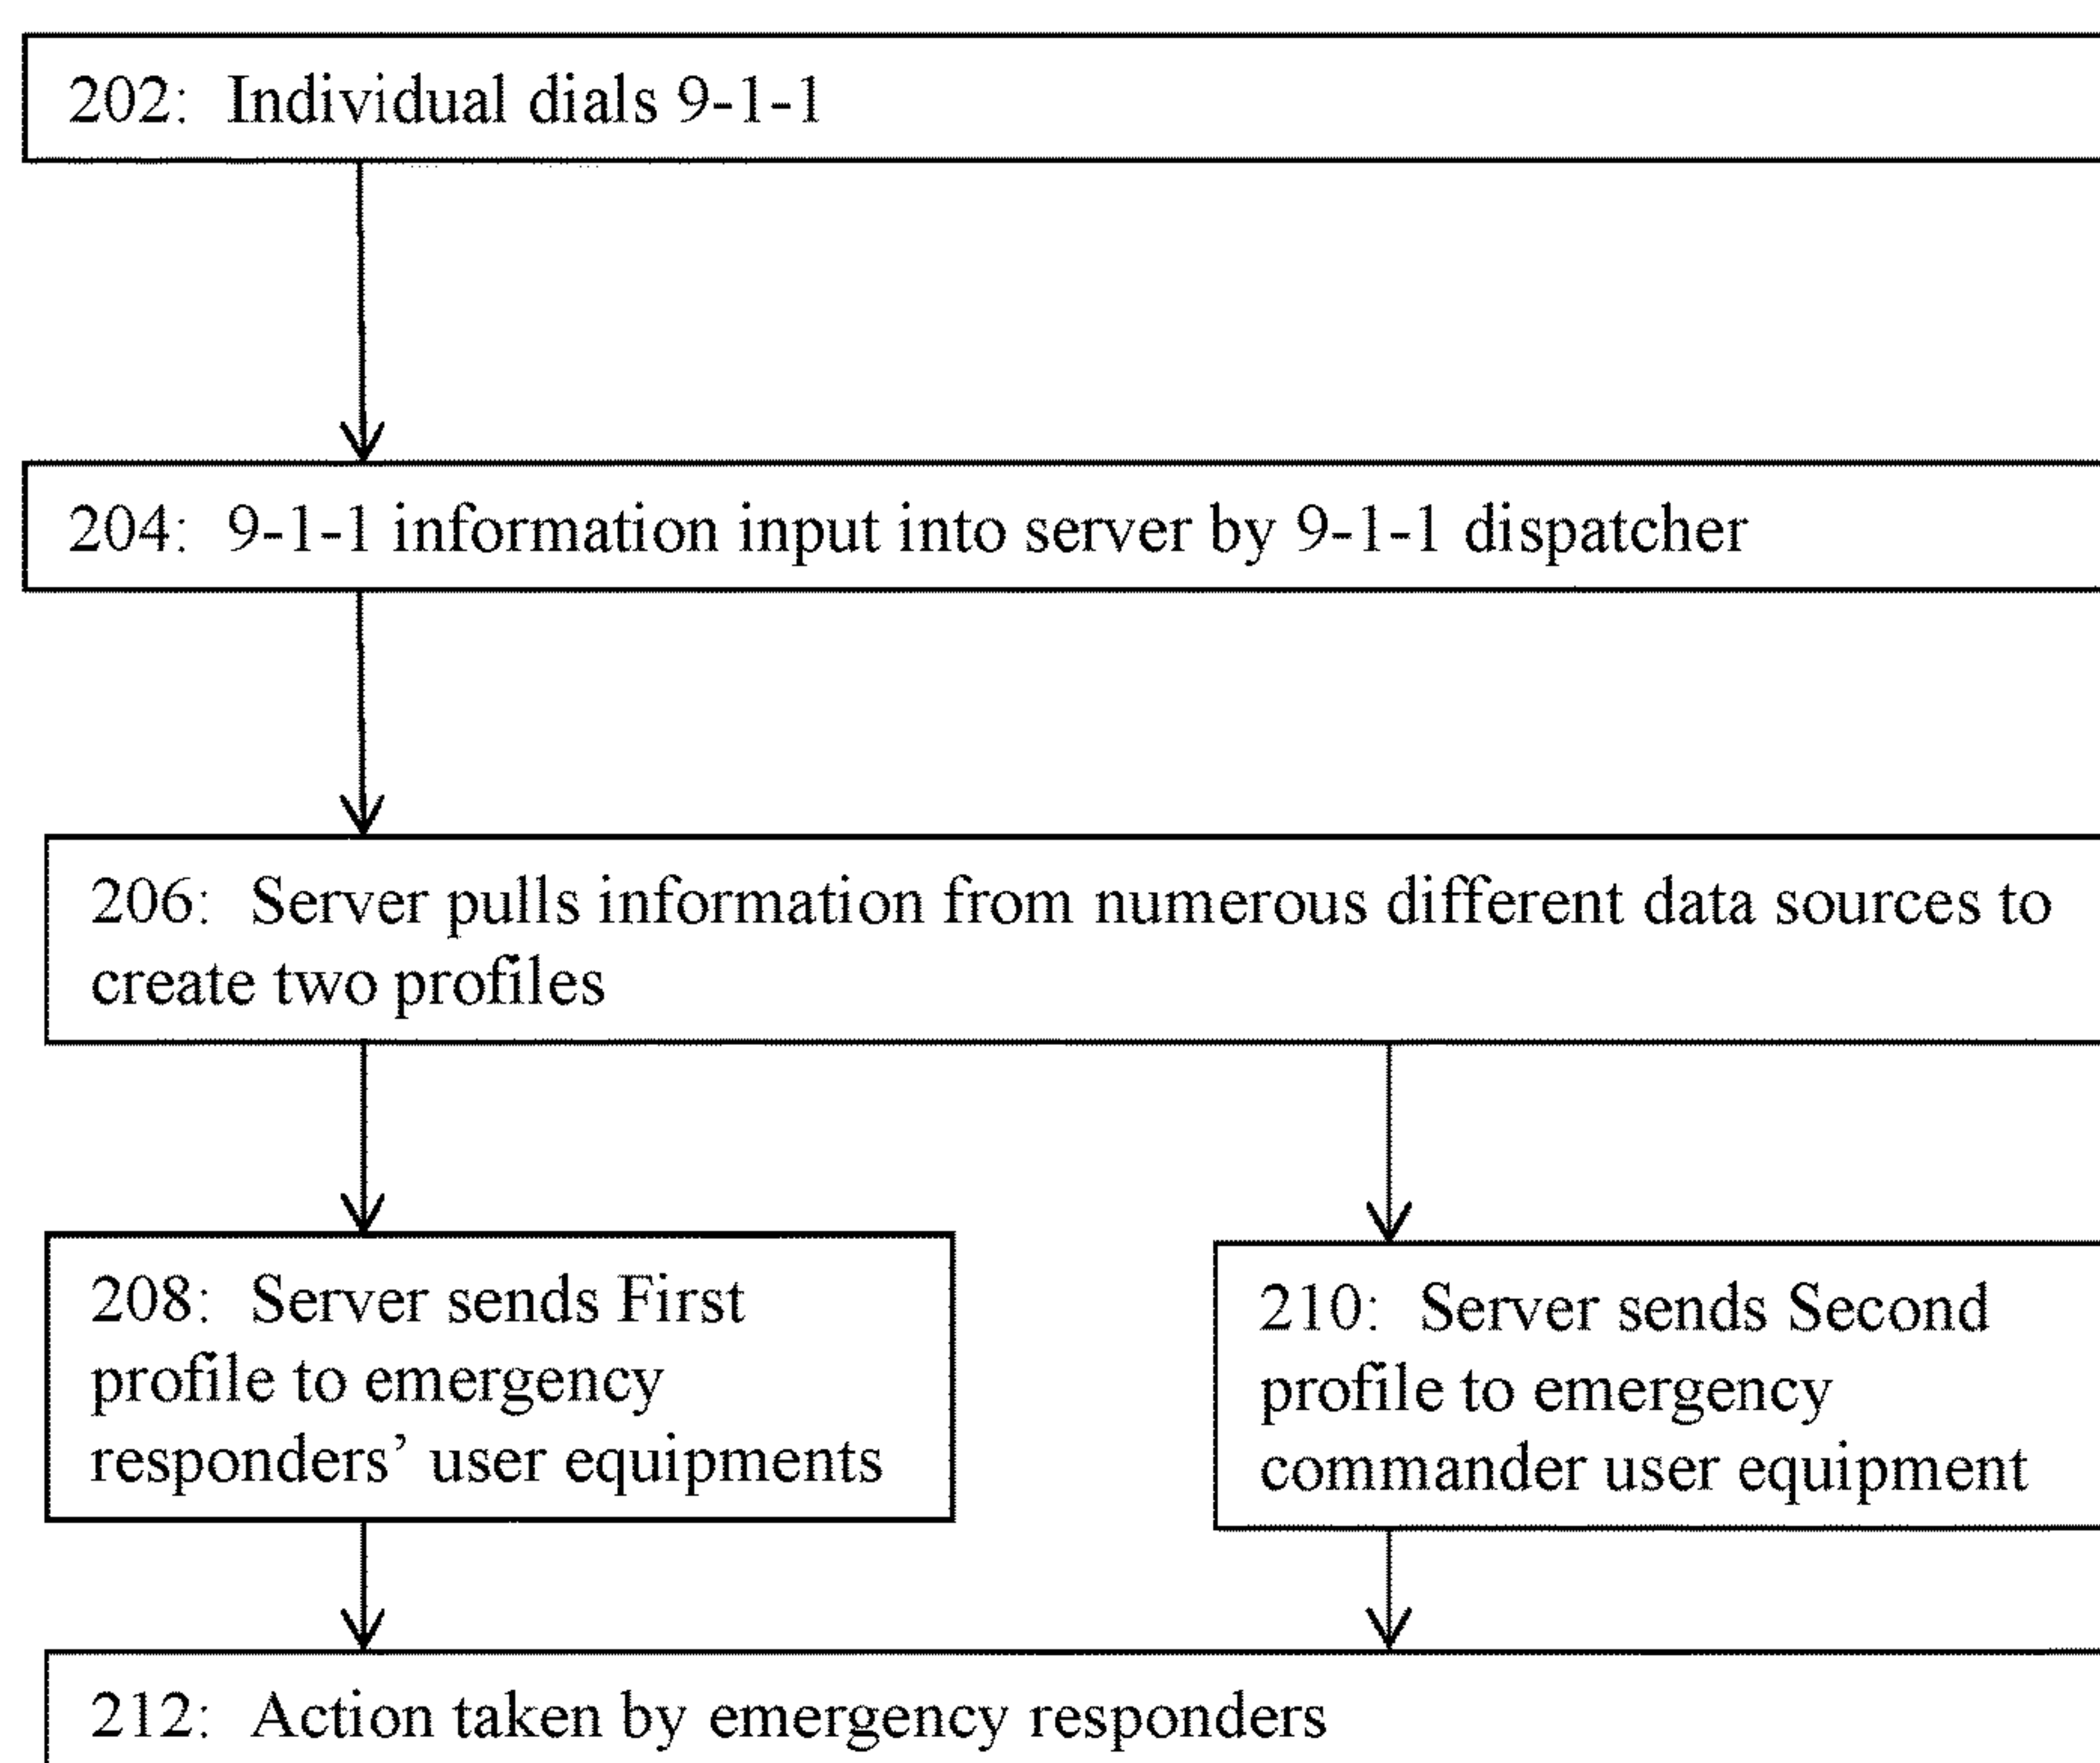 202: Individual dials 9-1-1
204: 9-1-1 information input into server by 9-1-1 dispatcher
206: Server pulls information from numerous different data sources to
create two profiles
208: Server sends First
profile to emergency
responders’ user equipments
210: Server sends Second
profile to emergency
commander user equipment
212: Action taken by emergency responders